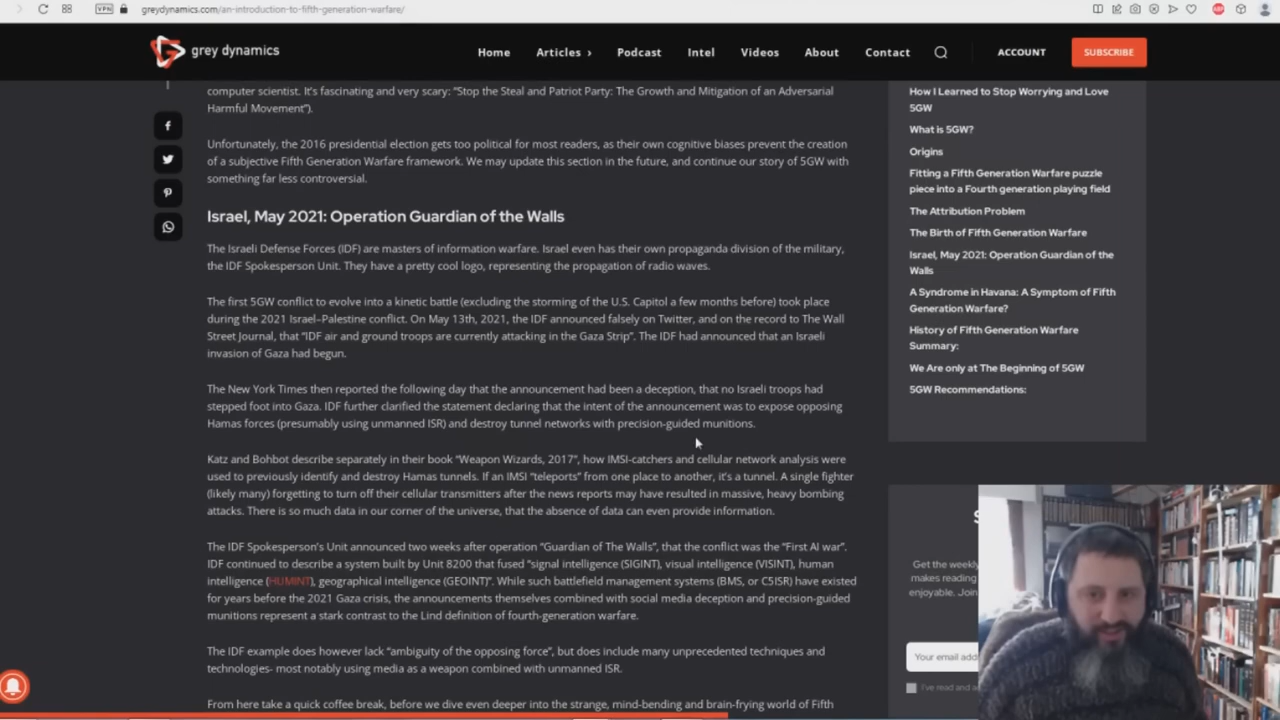 VPN
greydynamics.com/an-introduction-to-fifth-generation-warfare/
grey dynamics
Home
Articles
Podcast
Intel
Videos
About
Contact
ACCOUNT
SUBSCRIBE
computer scientist. It's fascinating and very scary: "Stop the Steal and Patriot Party: The Growth and Mitigation of an Adversarial
Harmful Movement").
Unfortunately, the 2016 presidential election gets too political for most readers, as their own cognitive biases prevent the creation
of a subjective Fifth Generation Warfare framework. We may update this section in the future, and continue our story of 5GW with
something far less controversial.
Israel, May 2021: Operation Guardian of the Walls
The Israeli Defense Forces (IDF) are masters of information warfare. Israel even has their own propaganda division of the military,
the IDF Spokesperson Unit. They have a pretty cool logo, representing the propagation of radio waves.
The first 5GW conflict to evolve into a kinetic battle (excluding the storming of the U.S. Capitol a few months before) took place
during the 2021 Israel–Palestine conflict. On May 13th, 2021, the IDF announced falsely on Twitter, and on the record to The Wall
Street Journal, that "IDF air and ground troops are currently attacking in the Gaza Strip". The IDF had announced that an Israeli
invasion of Gaza had begun.
The New York Times then reported the following day that the announcement had been a deception, that no Israeli troops had
stepped foot into Gaza. IDF further clarified the statement declaring that the intent of the announcement was to expose opposing
Hamas forces (presumably using unmanned ISR) and destroy tunnel networks with precision-guided munitions.
Katz and Bohbot describe separately in their book "Weapon Wizards, 2017", how IMSI-catchers and cellular network analysis were
used to previously identify and destroy Hamas tunnels. If an IMSI "teleports" from one place to another, it's a tunnel. A single fighter
(likely many) forgetting to turn off their cellular transmitters after the news reports may have resulted in massive, heavy bombing
attacks. There is so much data in our corner of the universe, that the absence of data can even provide information.
The IDF Spokesperson's Unit announced two weeks after operation "Guardian of The Walls", that the conflict was the "First AI war".
IDF continued to describe a system built by Unit 8200 that fused "signal intelligence (SIGINT), visual intelligence (VISINT), human
intelligence (HUMINT), geographical intelligence (GEOINT)". While such battlefield management systems (BMS, or C5ISR) have existed
for years before the 2021 Gaza crisis, the announcements themselves combined with social media deception and precision-guided
munitions represent a stark contrast to the Lind definition of fourth-generation warfare.
The IDF example does however lack "ambiguity of the opposing force", but does include many unprecedented techniques and
technologies- most notably using media as a weapon combined with unmanned ISR.
From here take a quick coffee break, before we dive even deeper into the strange, mind-bending and brain-frying world of Fifth
How I Learned to Stop Worrying and Love
5GW
What is 5GW?
Origins
Fitting a Fifth Generation Warfare puzzle
piece into a Fourth generation playing field
The Attribution Problem
The Birth of Fifth Generation Warfare
Israel, May 2021: Operation Guardian of the
Walls
A Syndrome in Havana: A Symptom of Fifth
Generation Warfare?
History of Fifth Generation Warfare
Summary:
We Are only at The Beginning of 5GW
5GW Recommendations:
Get the weekly
makes reading
enjoyable. Join
Your email add
I've read and a